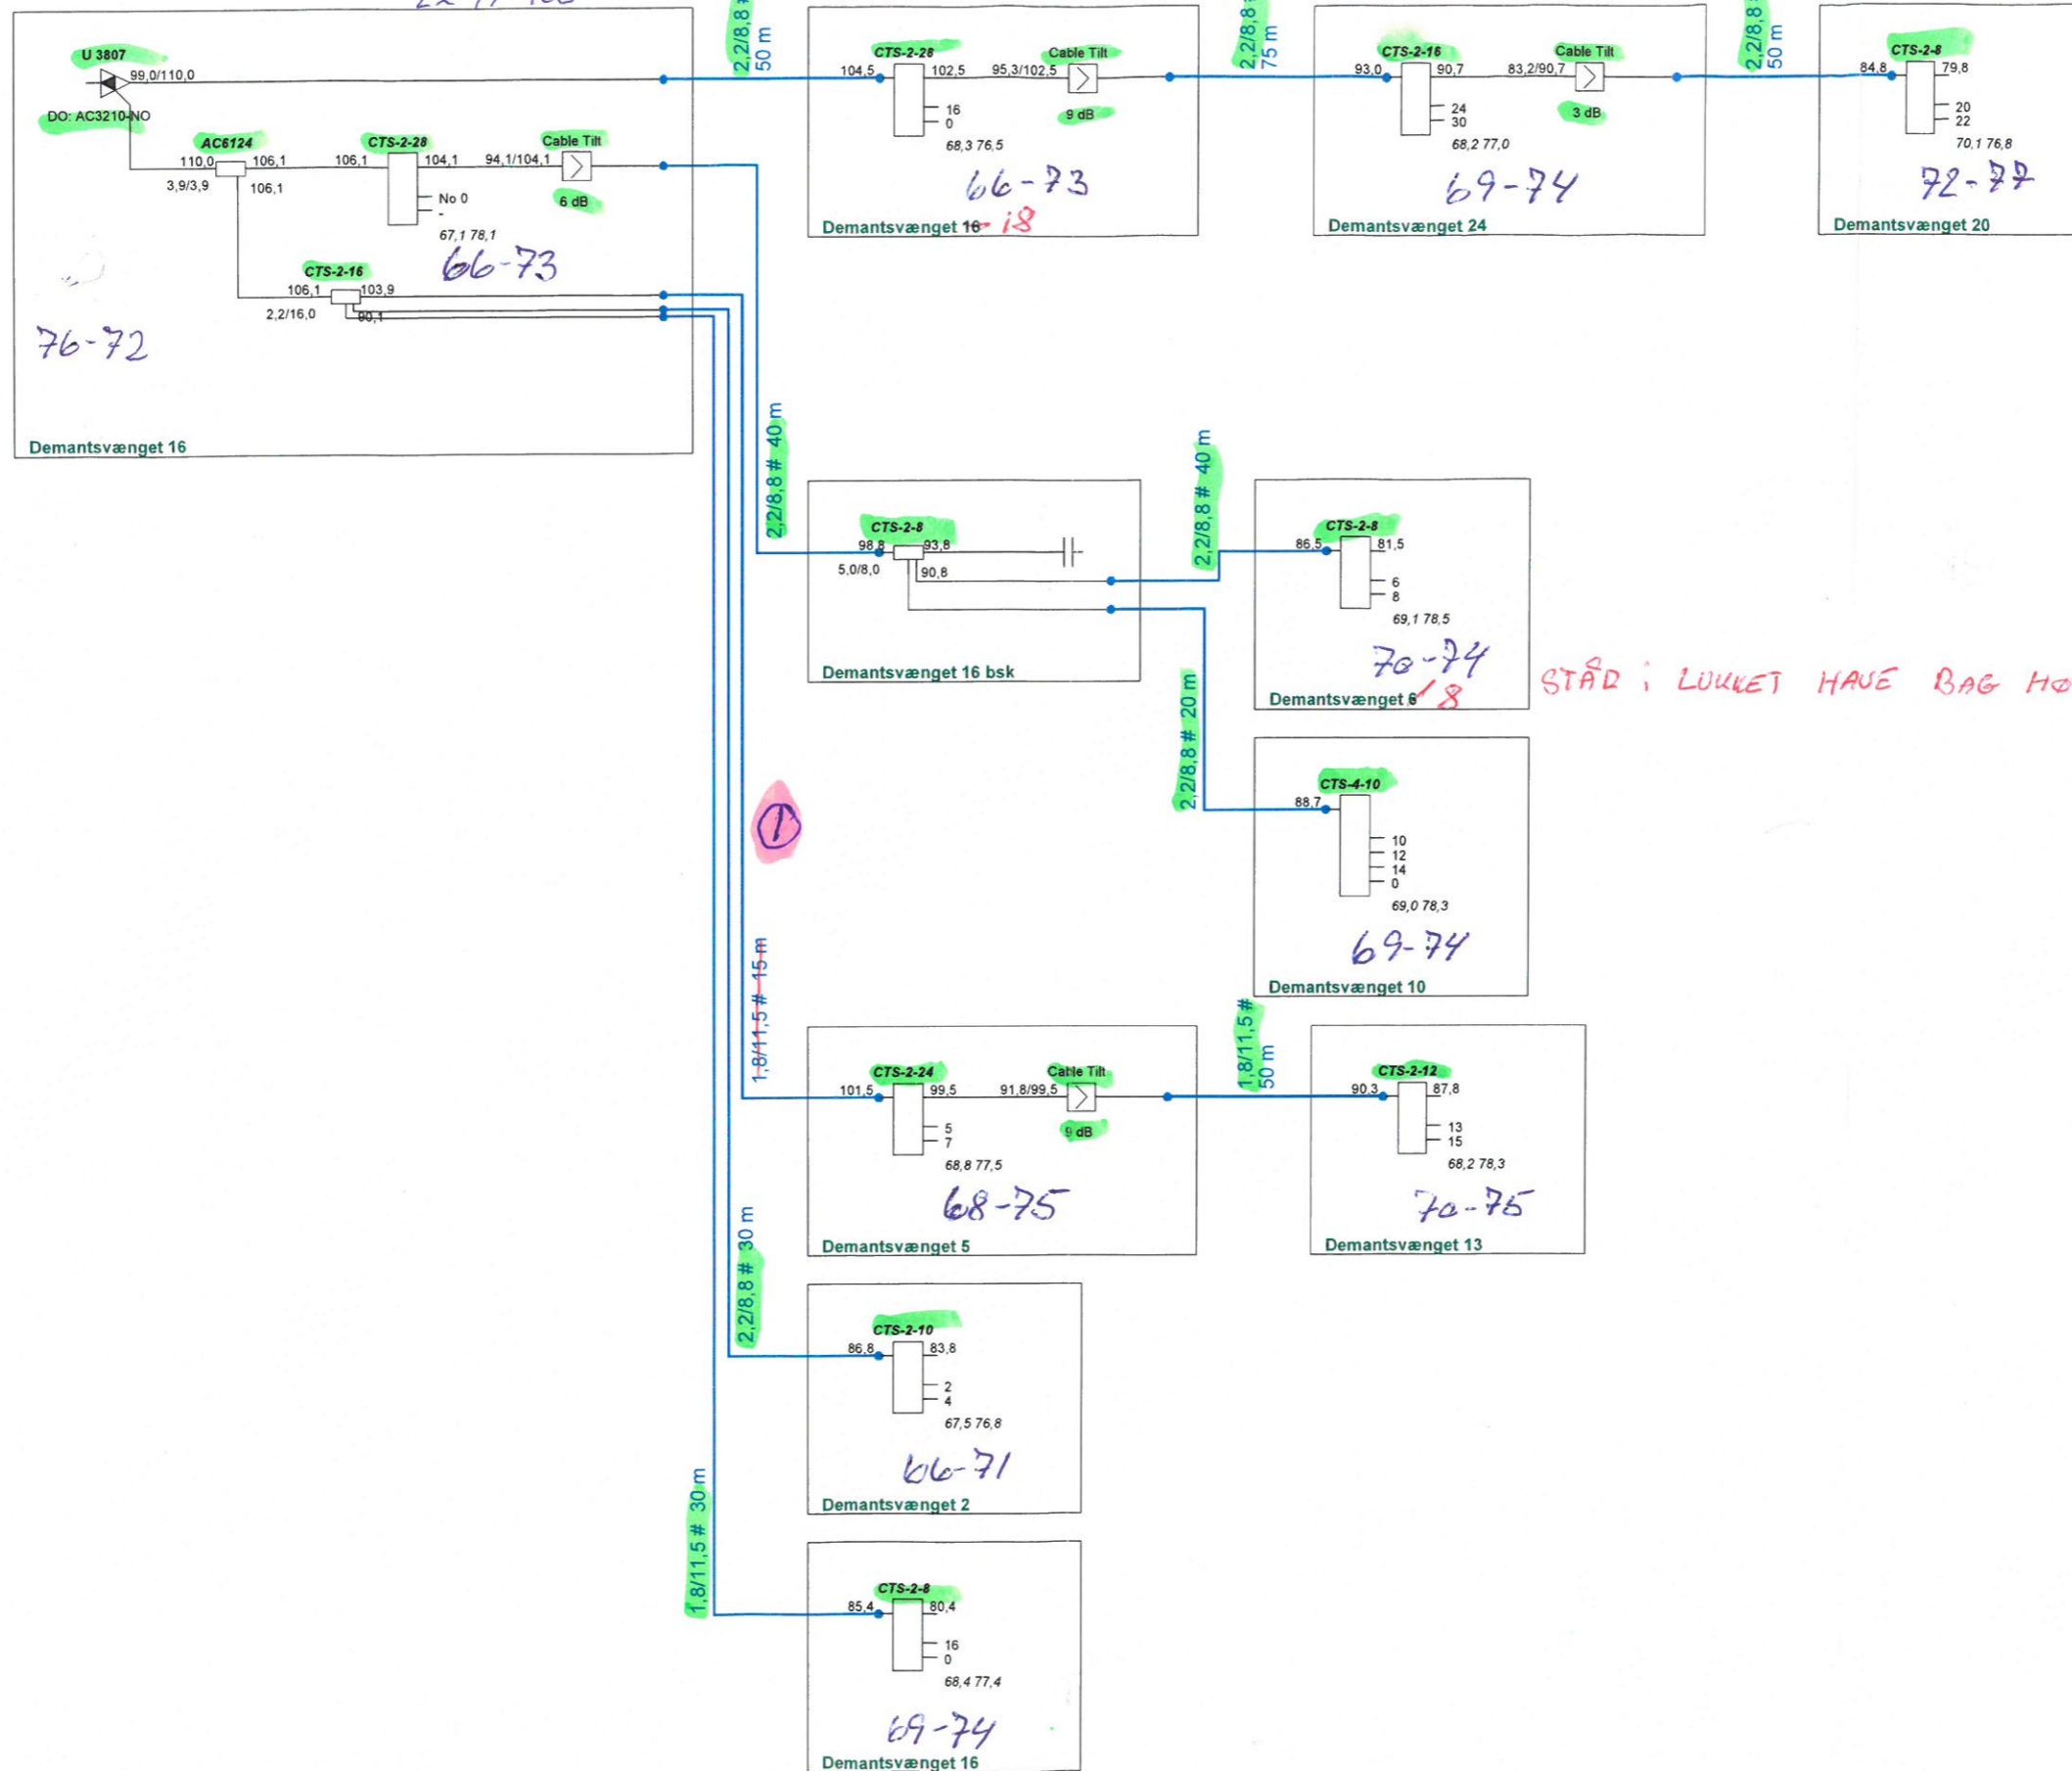 U 3807
99,0/110,0
DO: AC3210-NO
AC6124
110,0
106,1
3,9/3,9
106,1
CTS-2-28
106,1
104,1
No 0
-
67,1 78,1
66-73
94,1/104,1
Cable Tilt
6 dB
CTS-2-16
106,1
103,9
2,2/16,0
90,1
76-72
Demantsvænget 16
2,2/8,8 #
50 m
CTS-2-28
104,5
102,5
16
0
68,3 76,5
95,3/102,5
Cable Tilt
9 dB
66-73
Demantsvænget 16 - 18
2,2/8,8
75 m
CTS-2-16
93,0
90,7
24
30
68,2 77,0
83,2/90,7
Cable Tilt
3 dB
69-74
Demantsvænget 24
2,2/8,8
50 m
CTS-2-8
84,8
79,8
20
22
70,1 76,8
72-77
Demantsvænget 20
2,2/8,8 # 40 m
CTS-2-8
98,8
93,8
5,0/8,0
90,8
Demantsvænget 16 bsk
2,2/8,8 # 40 m
CTS-2-8
86,5
81,5
6
8
69,1 78,5
70-74
Demantsvænget 6 / 8
STÅR i LUKKET HAVE BAG HØ
2,2/8,8 # 20 m
CTS-4-10
88,7
10
12
14
0
69,0 78,3
69-74
Demantsvænget 10
1
1,8/11,5 # 15 m
CTS-2-24
101,5
99,5
5
7
68,8 77,5
91,8/99,5
Cable Tilt
9 dB
68-75
Demantsvænget 5
1,8/11,5 #
50 m
CTS-2-12
90,3
87,8
13
15
68,2 78,3
70-75
Demantsvænget 13
2,2/8,8 # 30 m
CTS-2-10
86,8
83,8
2
4
67,5 76,8
66-71
Demantsvænget 2
1,8/11,5 # 30 m
CTS-2-8
85,4
80,4
16
0
68,4 77,4
69-74
Demantsvænget 16